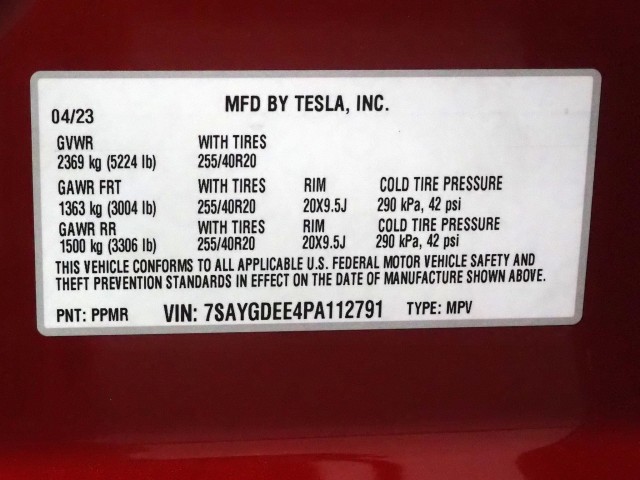 MFD BY TESLA, INC.
04/23
GVWR WITH TIRES
2369 kg (5224 lb) 255/40R20
GAWR FRT WITH TIRES RIM COLD TIRE PRESSURE
1363 kg (3004 lb) 255/40R20 20X9.5J 290 kPa, 42 psi
GAWR RR WITH TIRES RIM COLD TIRE PRESSURE
1500 kg (3306 lb) 255/40R20 20X9.5J 290 kPa, 42 psi
THIS VEHICLE CONFORMS TO ALL APPLICABLE U.S. FEDERAL MOTOR VEHICLE SAFETY AND
THEFT PREVENTION STANDARDS IN EFFECT ON THE DATE OF MANUFACTURE SHOWN ABOVE.
PNT: PPMR VIN: 7SAYGDEE4PA112791 TYPE: MPV